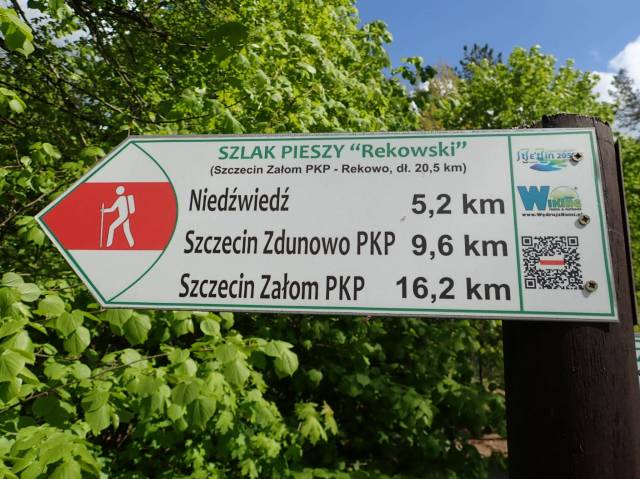 SZLAK PIESZY "Rekowski"
(Szczecin Załom PKP - Rekowo, dł. 20,5 km)
Niedźwiedź 5,2 km
Szczecin Zdunowo PKP 9,6 km
Szczecin Załom PKP 16,2 km